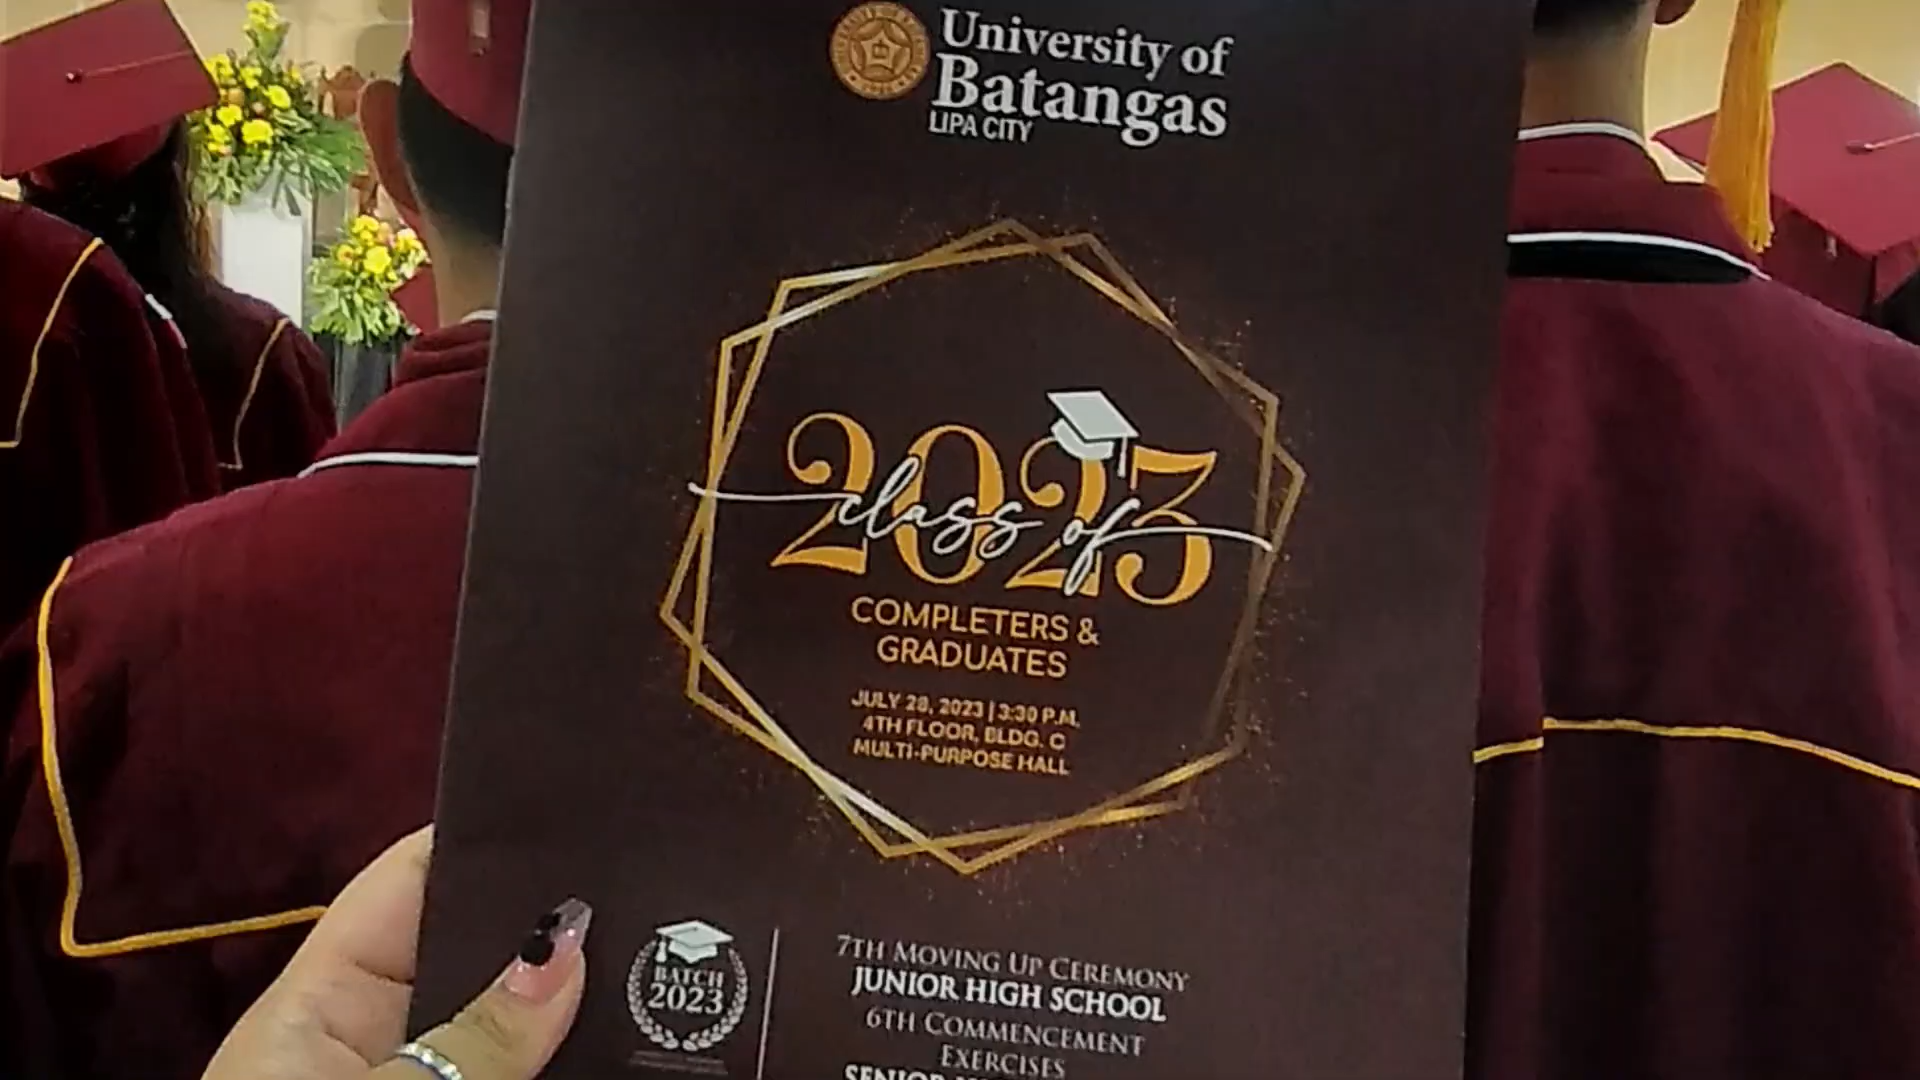 University of
Batangas
LIPA CITY
2023
class of
COMPLETERS &
GRADUATES
JULY 28, 2023 | 3:30 P.M.
4TH FLOOR, BLDG. C
MULTI-PURPOSE HALL
BATCH
2023
7TH MOVING UP CEREMONY
JUNIOR HIGH SCHOOL
6TH COMMENCEMENT
EXERCISES
SENIOR